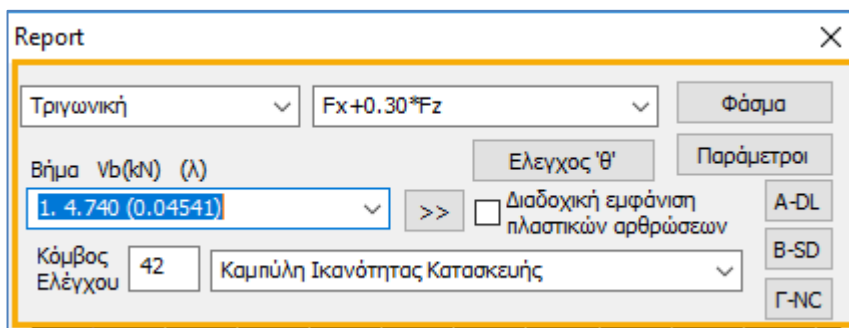 Report
Τριγωνική Fx+0.30*Fz Φάσμα
Ελεγχος 'θ' Παράμετροι
Βήμα Vb(kN) (λ)
1. 4.740 (0.04541) >> Διαδοχική εμφάνιση πλαστικών αρθρώσεων A-DL
Κόμβος Ελέγχου 42 Καμπύλη Ικανότητας Κατασκευής B-SD
Γ-NC